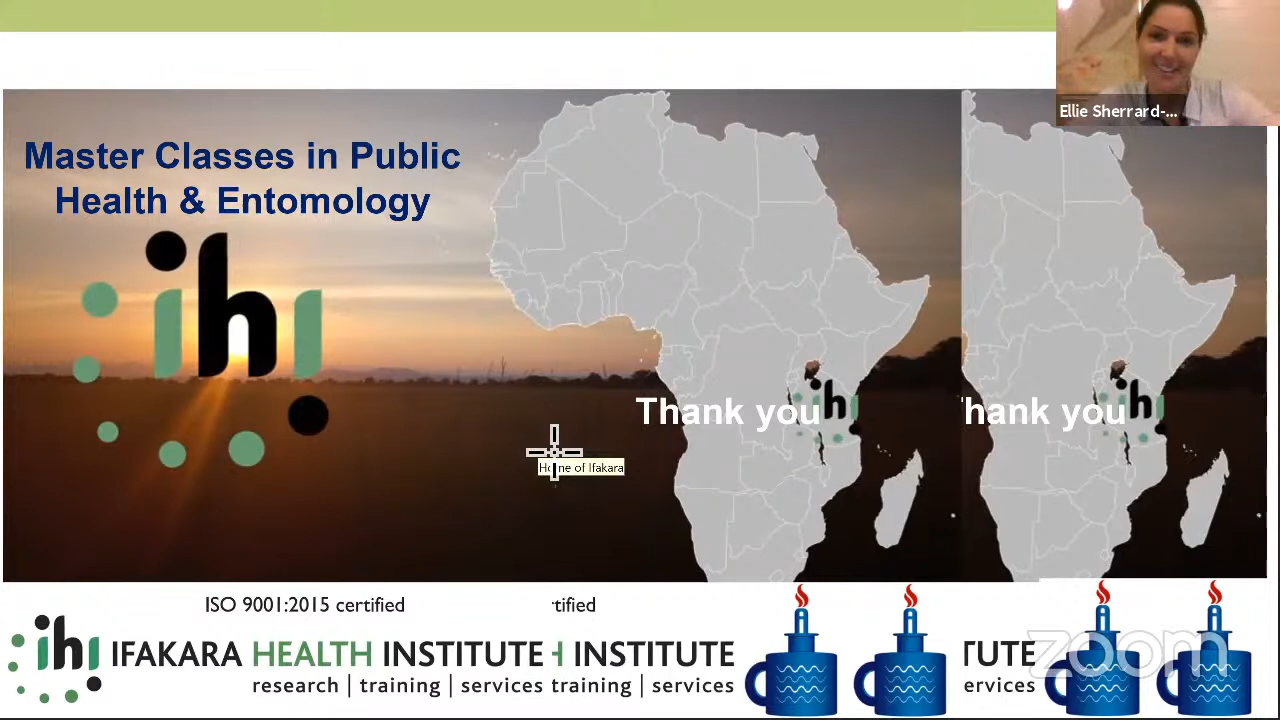 Ellie Sherrard-...
Master Classes in Public
Health & Entomology
ihi
Thank you
hank you
ISO 9001:2015 certified
tified
ihi
IFAKARA HEALTH INSTITUTE
H INSTITUTE
TUTE
research | training | services
training | services
ervices
zoom